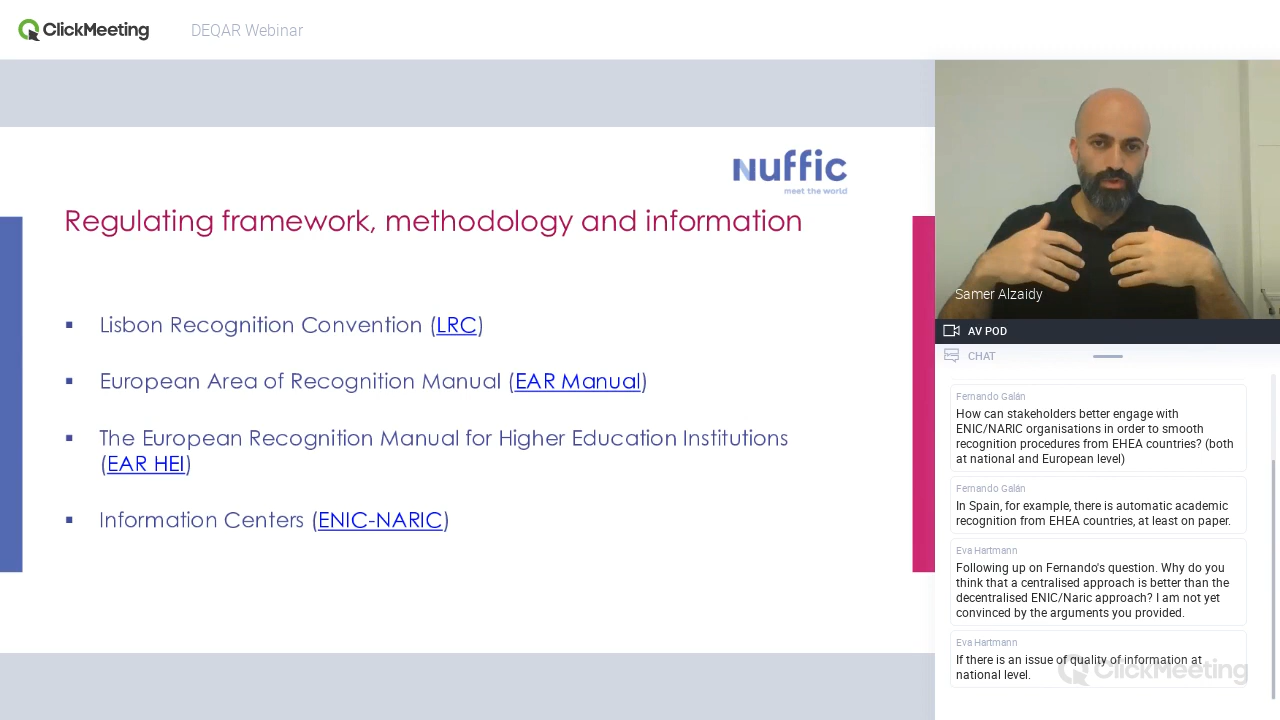 ClickMeeting
DEQAR Webinar
nuffic
meet the world
Regulating framework, methodology and information
▪ Lisbon Recognition Convention (LRC)
▪ European Area of Recognition Manual (EAR Manual)
▪ The European Recognition Manual for Higher Education Institutions
(EAR HEI)
▪ Information Centers (ENIC-NARIC)
Samer Alzaidy
AV POD
CHAT
Fernando Galán
How can stakeholders better engage with
ENIC/NARIC organisations in order to smooth
recognition procedures from EHEA countries? (both
at national and European level)
Fernando Galán
In Spain, for example, there is automatic academic
recognition from EHEA countries, at least on paper.
Eva Hartmann
Following up on Fernando's question. Why do you
think that a centralised approach is better than the
decentralised ENIC/Naric approach? I am not yet
convinced by the arguments you provided.
Eva Hartmann
If there is an issue of quality of information at
national level.
ClickMeeting